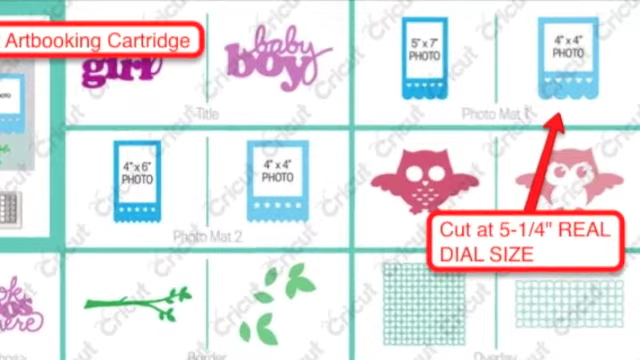 Artbooking Cartridge
girl
baby
boy
Title
5" x 7"
PHOTO
4" x 4"
PHOTO
Photo Mat 1
4" x 6"
PHOTO
4" x 4"
PHOTO
Photo Mat 2
Cut at 5-1/4" REAL
DIAL SIZE
Border
Overlay
Cricut